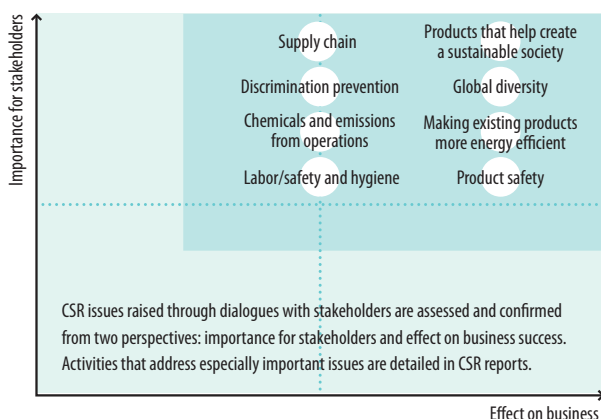 Importance for stakeholders
Supply chain
Products that help create
a sustainable society
Discrimination prevention
Global diversity
Chemicals and emissions
from operations
Making existing products
more energy efficient
Labor/safety and hygiene
Product safety
CSR issues raised through dialogues with stakeholders are assessed and confirmed
from two perspectives: importance for stakeholders and effect on business success.
Activities that address especially important issues are detailed in CSR reports.
Effect on business